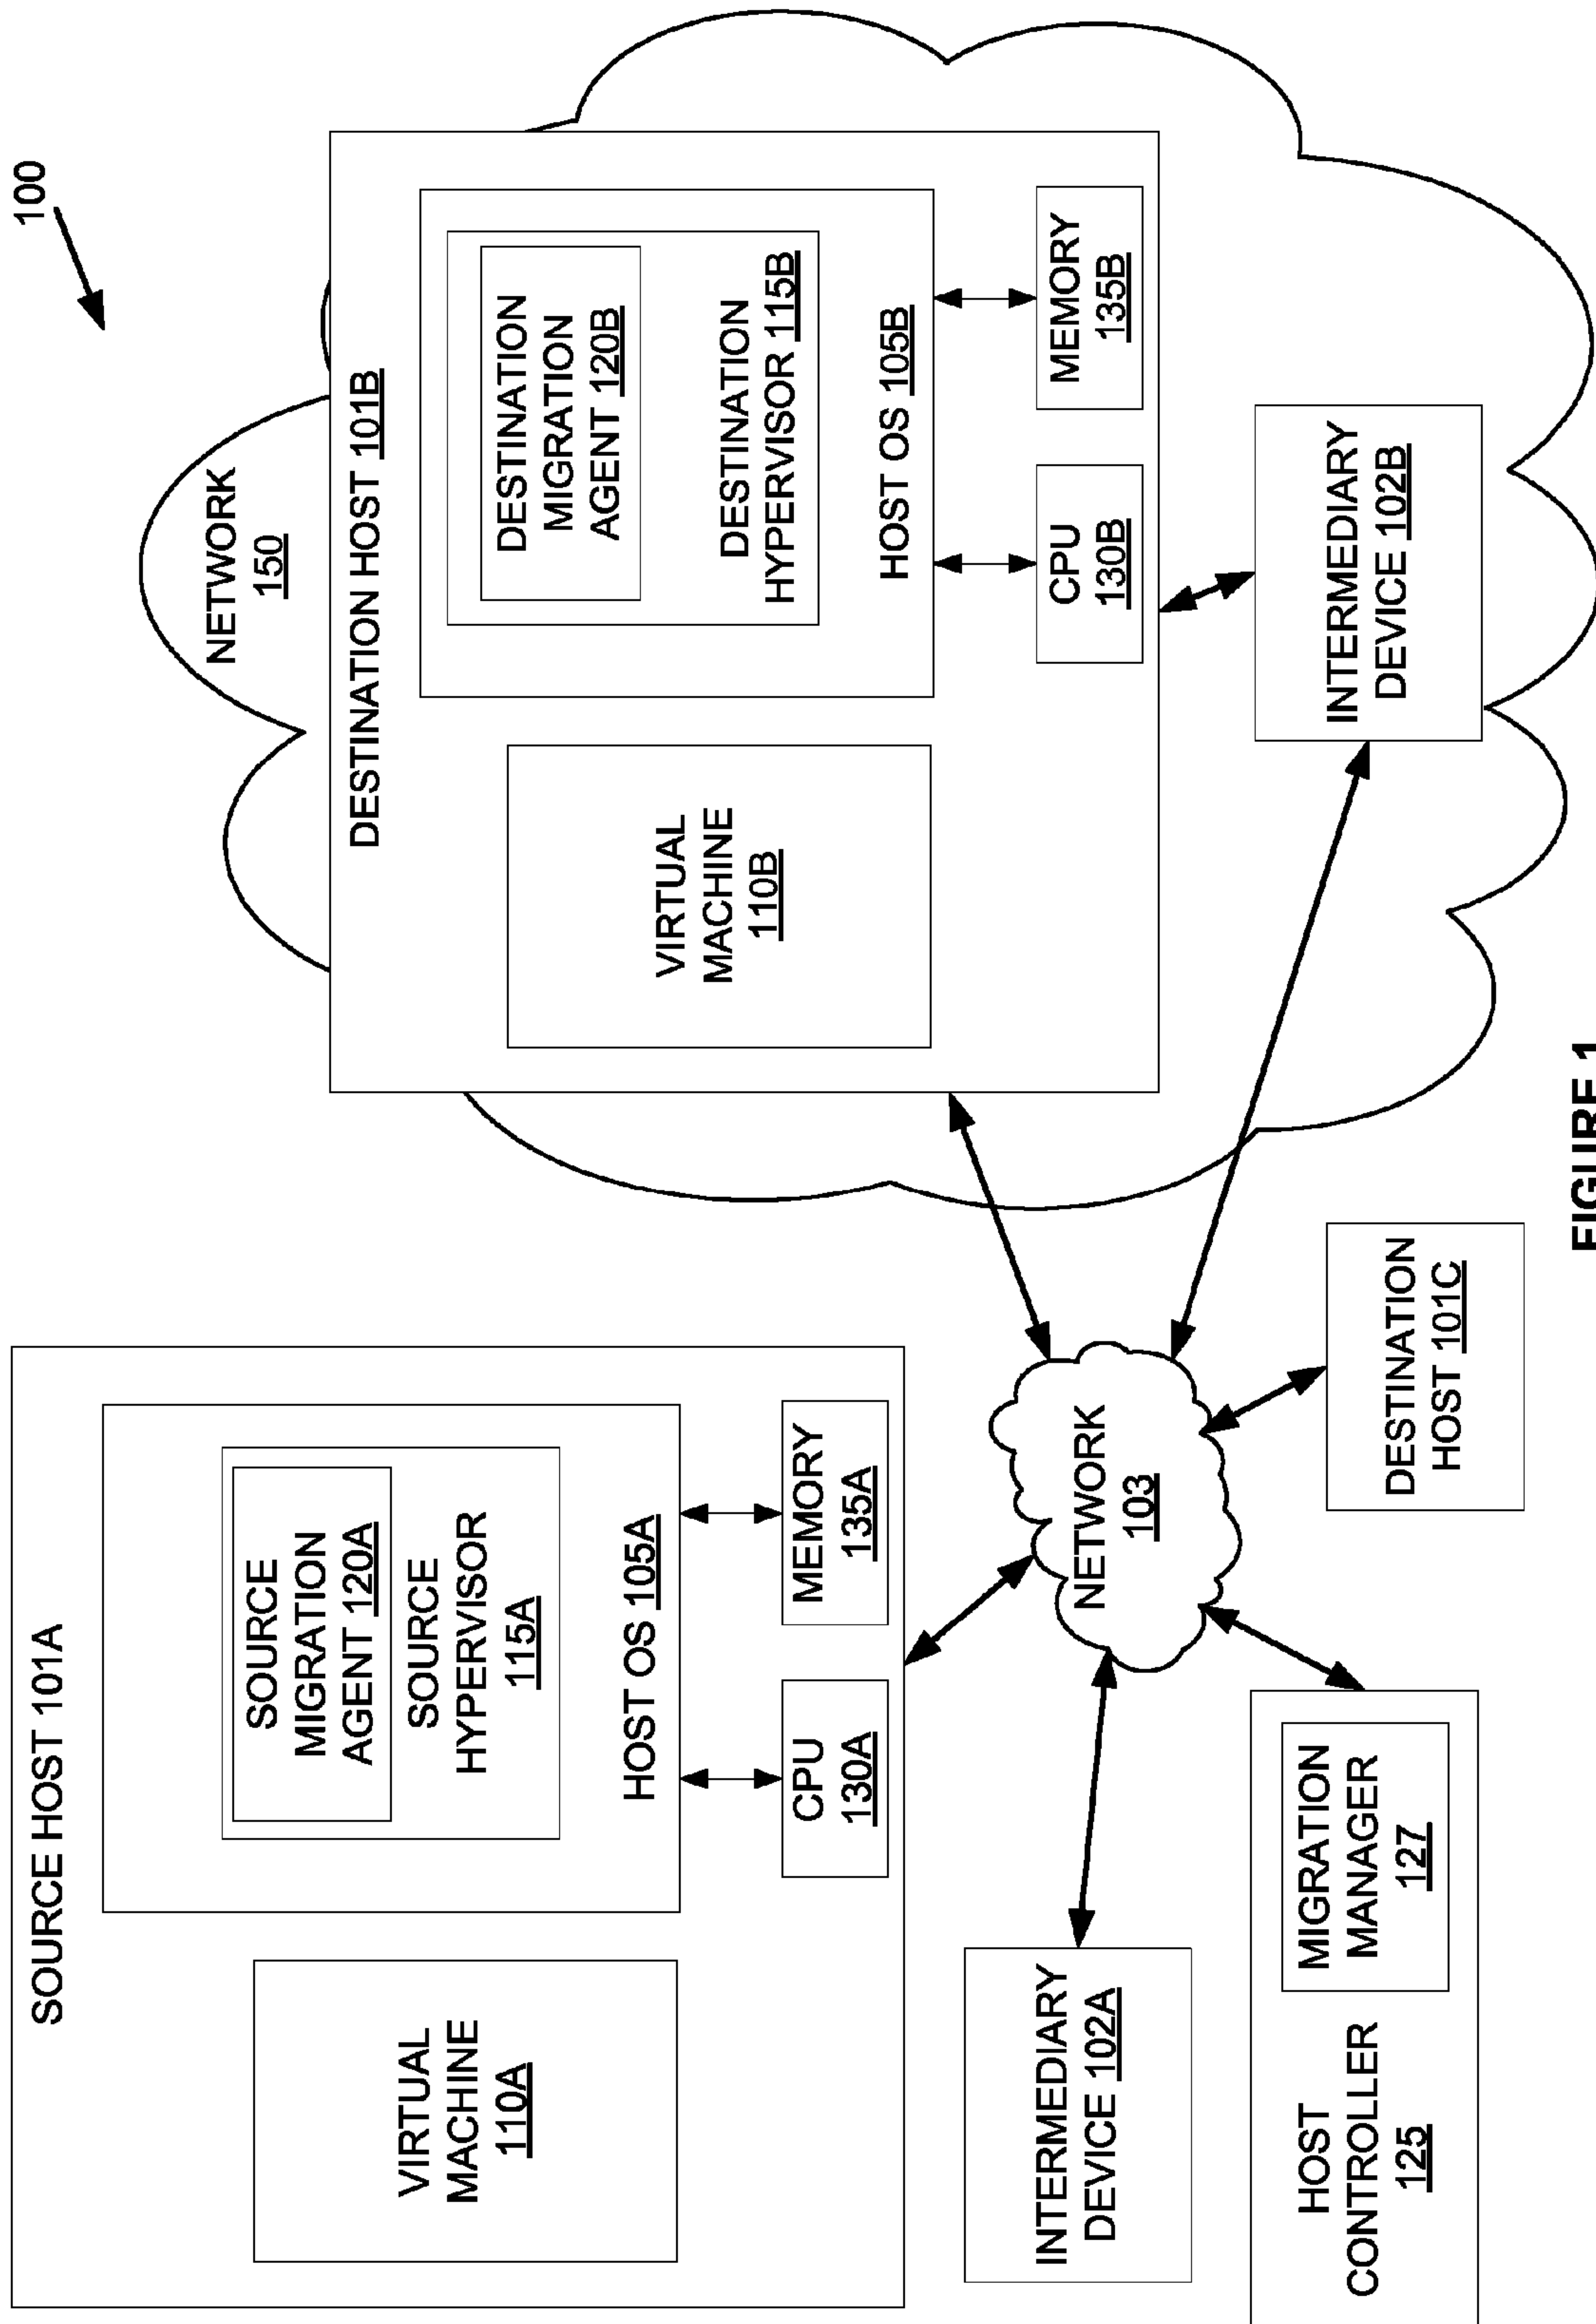 100
SOURCE HOST 101A
VIRTUAL
MACHINE
110A
SOURCE
MIGRATION
AGENT 120A
SOURCE
HYPERVISOR
115A
HOST OS 105A
CPU
130A
MEMORY
135A
NETWORK
150
DESTINATION HOST 101B
VIRTUAL
MACHINE
110B
DESTINATION
MIGRATION
AGENT 120B
DESTINATION
HYPERVISOR 115B
HOST OS 105B
CPU
130B
MEMORY
135B
INTERMEDIARY
DEVICE 102A
NETWORK
103
INTERMEDIARY
DEVICE 102B
HOST
CONTROLLER
125
MIGRATION
MANAGER
127
DESTINATION
HOST 101C
FIGURE 1